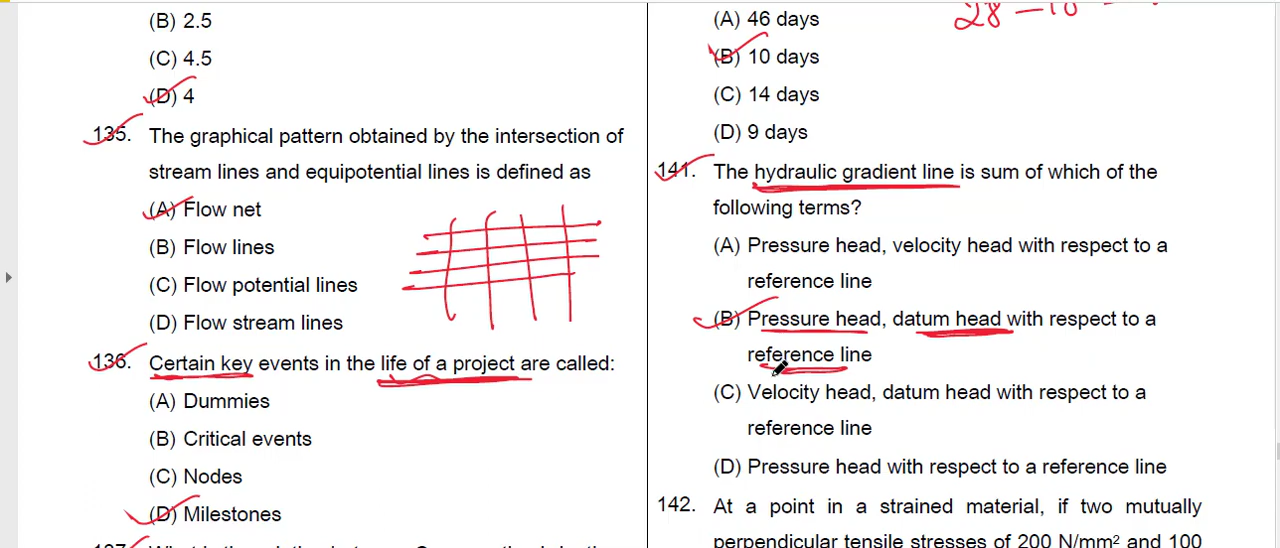 (B) 2.5
(C) 4.5
(D) 4
135. The graphical pattern obtained by the intersection of
stream lines and equipotential lines is defined as
(A) Flow net
(B) Flow lines
(C) Flow potential lines
(D) Flow stream lines
136. Certain key events in the life of a project are called:
(A) Dummies
(B) Critical events
(C) Nodes
(D) Milestones
28 – 18
(A) 46 days
(B) 10 days
(C) 14 days
(D) 9 days
141. The hydraulic gradient line is sum of which of the
following terms?
(A) Pressure head, velocity head with respect to a
reference line
(B) Pressure head, datum head with respect to a
reference line
(C) Velocity head, datum head with respect to a
reference line
(D) Pressure head with respect to a reference line
142. At a point in a strained material, if two mutually
perpendicular tensile stresses of 200 N/mm² and 100